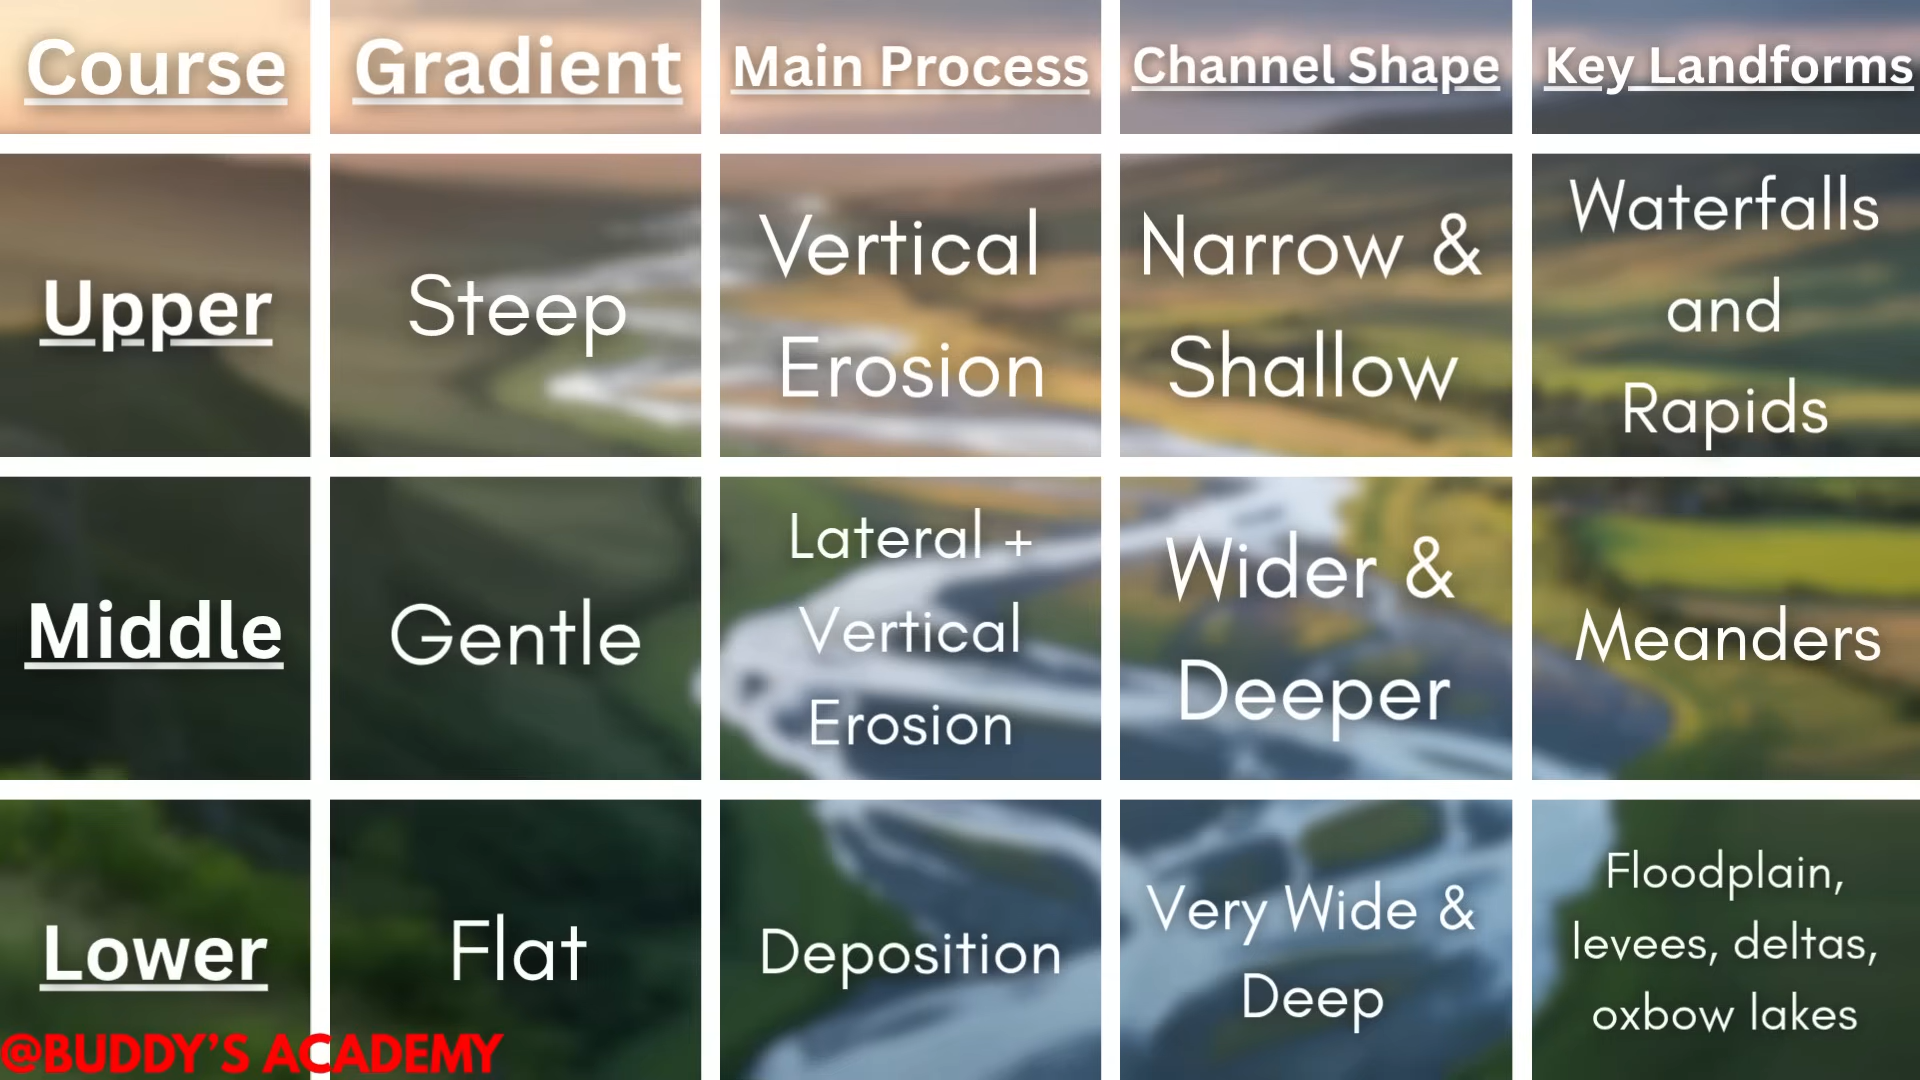 Course
Gradient
Main Process
Channel Shape
Key Landforms
Upper
Steep
Vertical
Erosion
Narrow &
Shallow
Waterfalls
and
Rapids
Middle
Gentle
Lateral +
Vertical
Erosion
Wider &
Deeper
Meanders
Lower
Flat
Deposition
Very Wide &
Deep
Floodplain,
levees, deltas,
oxbow lakes
@BUDDY'S ACADEMY